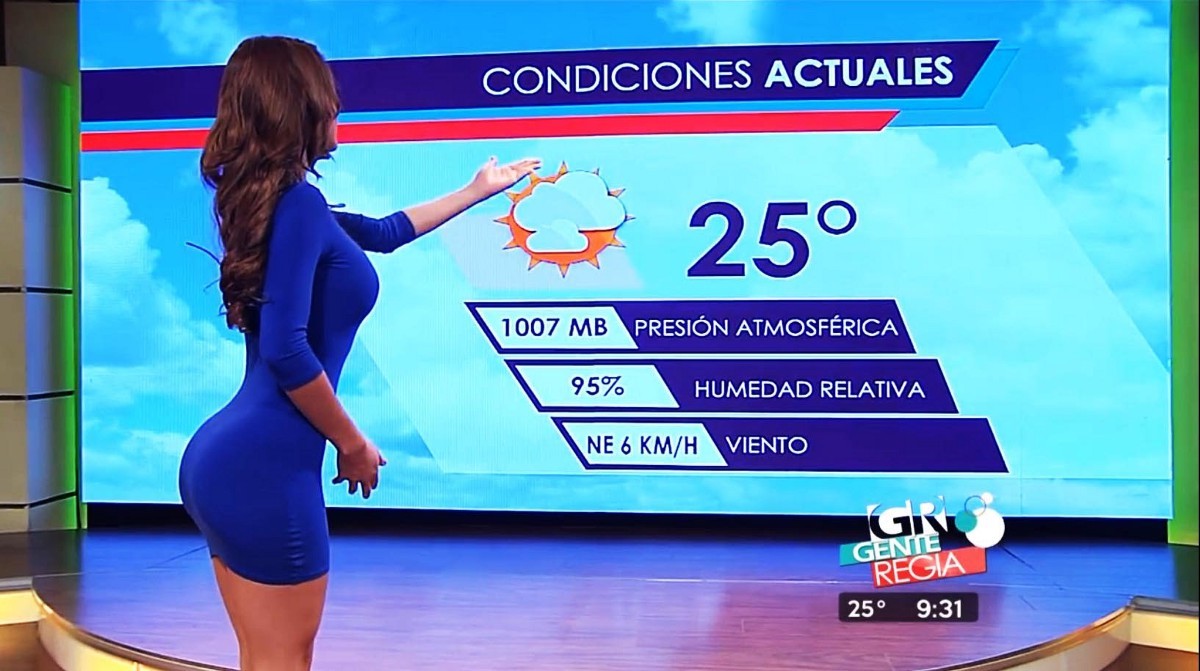 CONDICIONES ACTUALES
25°
1007 MB PRESIÓN ATMOSFÉRICA
95% HUMEDAD RELATIVA
NE 6 KM/H VIENTO
GR
GENTE
REGIA
25° 9:31